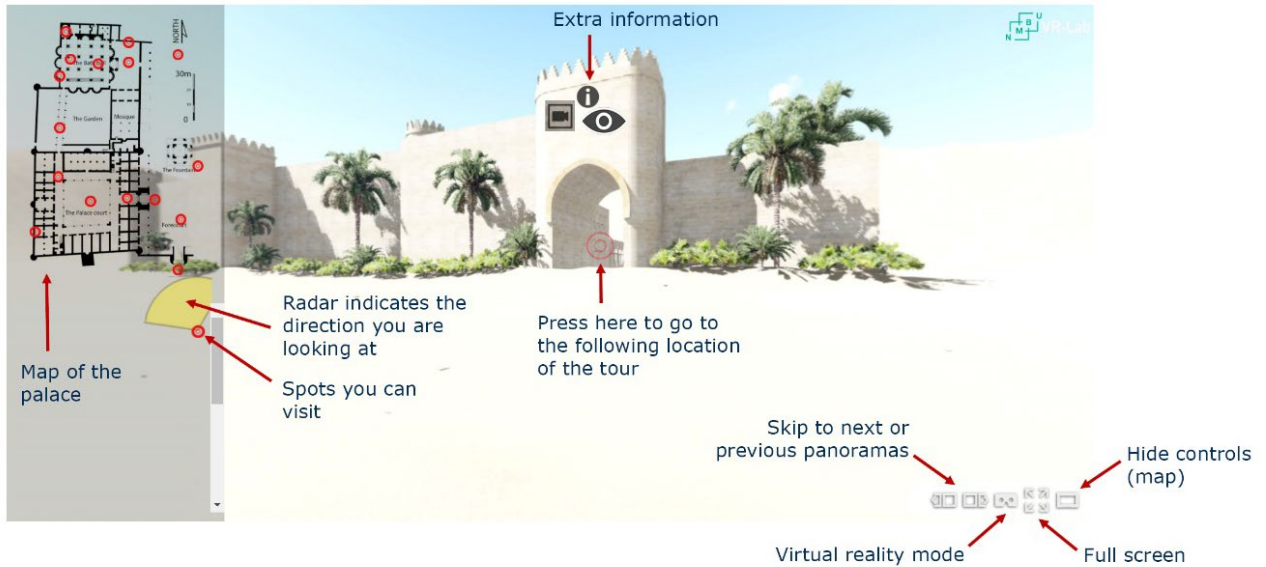 Extra information
NORTH
30m
The Garden
Mosque
The Fountain
The Palace court
Radar indicates the
direction you are
looking at
Spots you can
visit
Map of the
palace
Press here to go to
the following location
of the tour
Skip to next or
previous panoramas
Hide controls
(map)
Virtual reality mode
Full screen
N M B U
VR-Lab